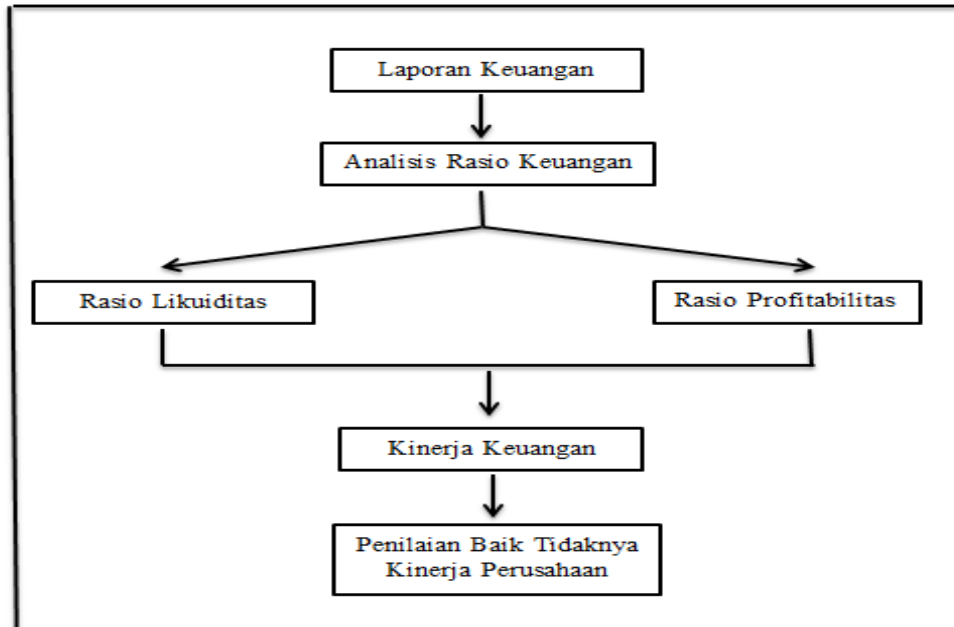 Laporan Keuangan
Analisis Rasio Keuangan
Rasio Likuiditas
Rasio Profitabilitas
Kinerja Keuangan
Penilaian Baik Tidaknya
Kinerja Perusahaan